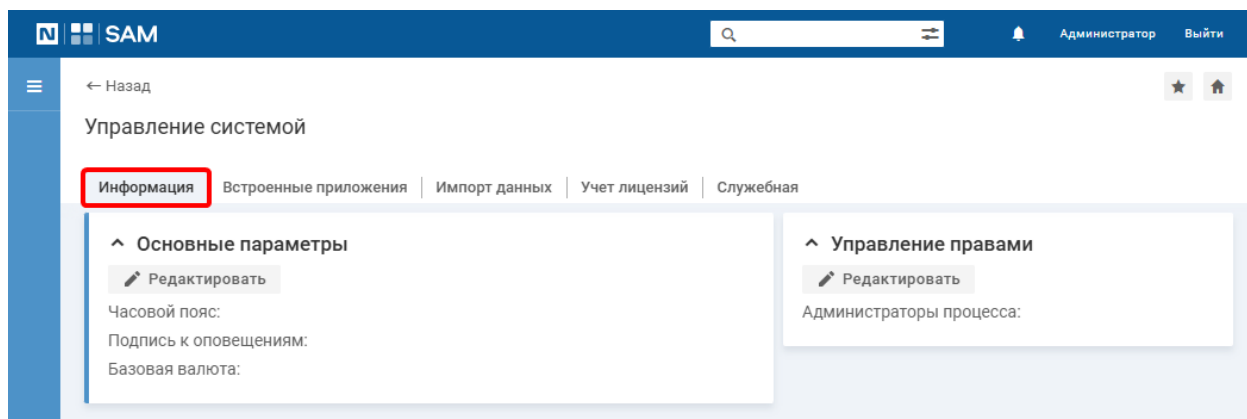 N SAM Администратор Выйти
← Назад
Управление системой
Информация Встроенные приложения Импорт данных Учет лицензий Служебная
Основные параметры
Редактировать
Часовой пояс:
Подпись к оповещениям:
Базовая валюта:
Управление правами
Редактировать
Администраторы процесса: